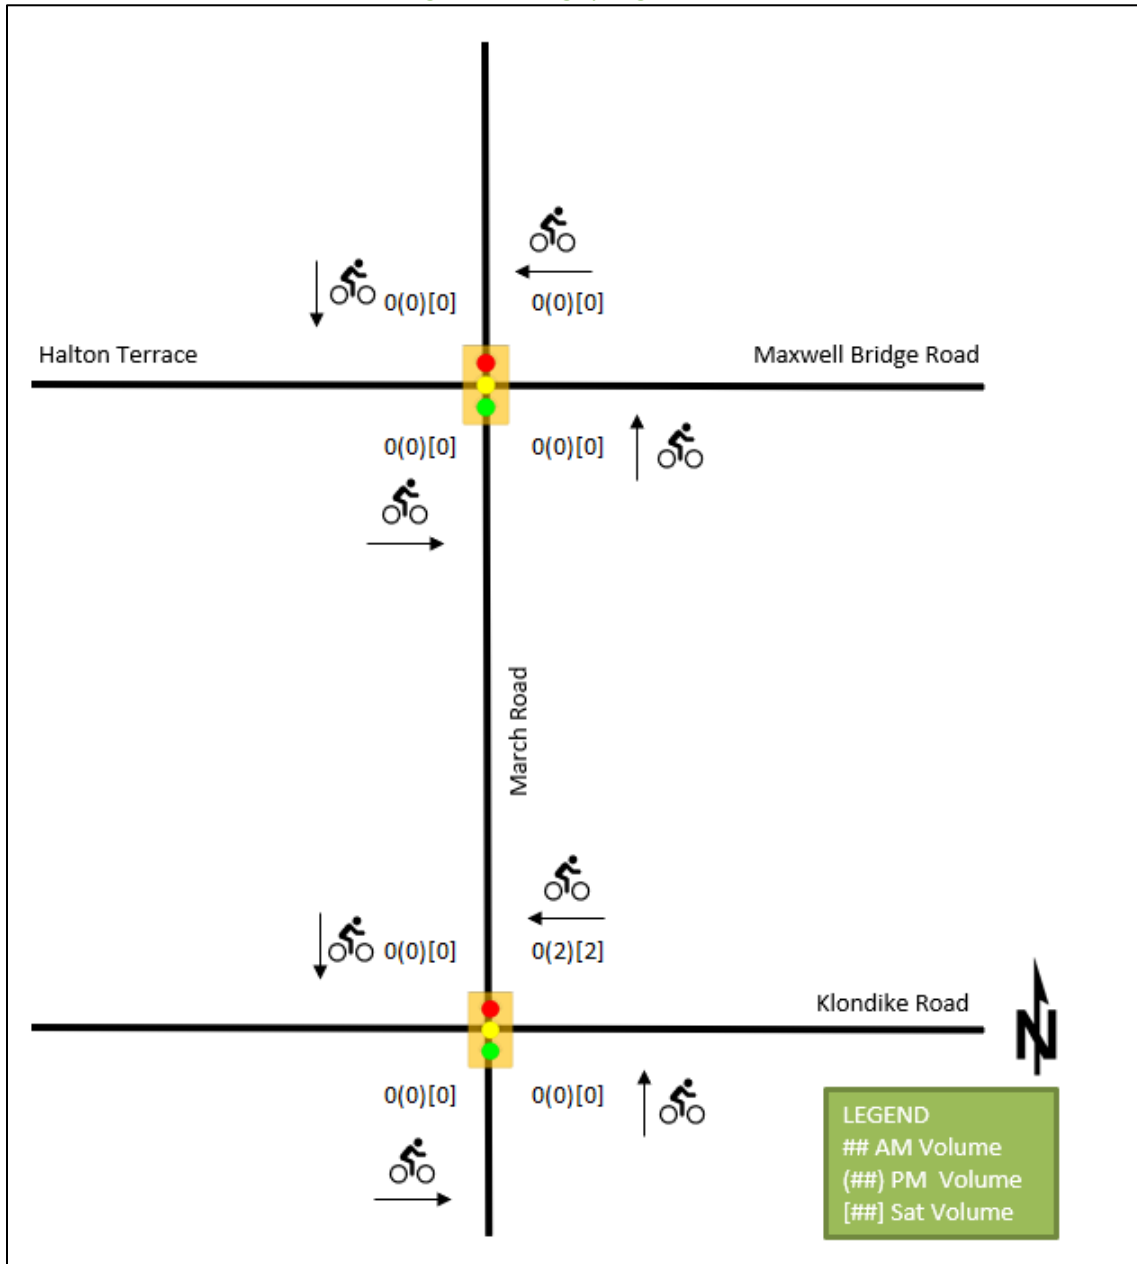 0(0)[0] 0(0)[0]
Halton Terrace Maxwell Bridge Road
0(0)[0] 0(0)[0]
March Road
0(0)[0] 0(2)[2]
Klondike Road
N
0(0)[0] 0(0)[0]
LEGEND
## AM Volume
(##) PM Volume
[##] Sat Volume